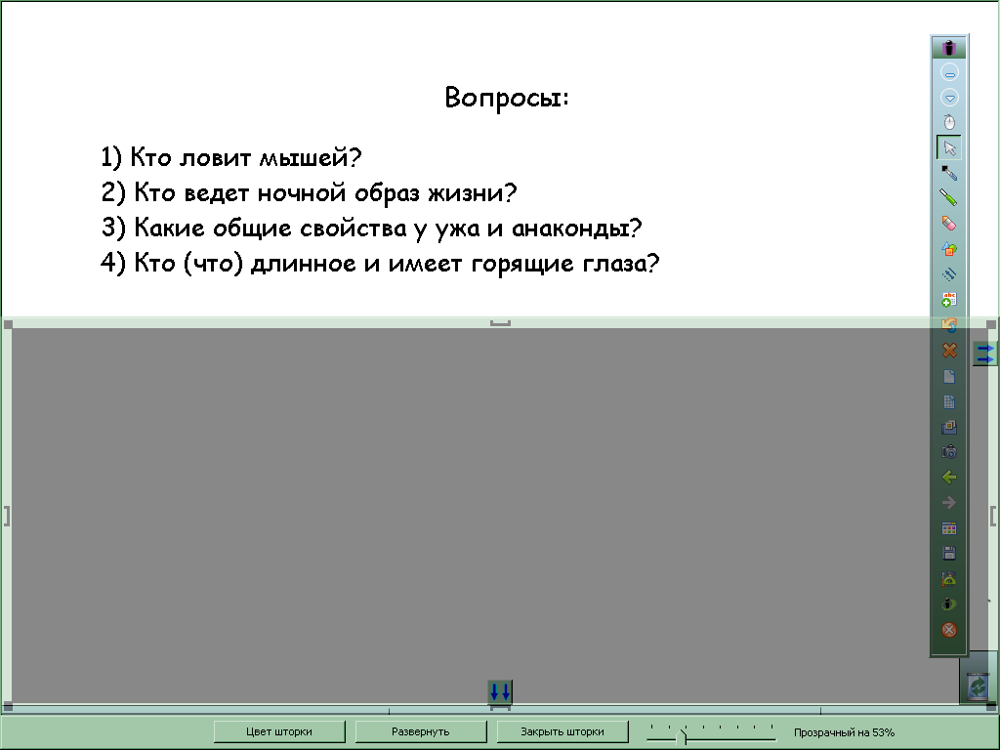 Вопросы:
1) Кто ловит мышей?
2) Кто ведет ночной образ жизни?
3) Какие общие свойства у ужа и анаконды?
4) Кто (что) длинное и имеет горящие глаза?
abc
Цвет шторки
Развернуть
Закрыть шторки
Прозрачный на 53%